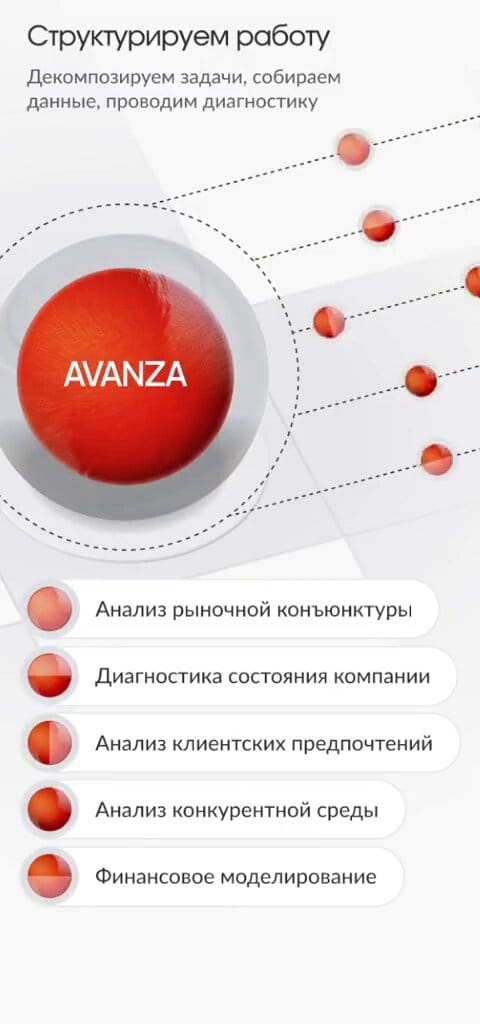 Структурируем работу
Декомпозируем задачи, собираем
данные, проводим диагностику
AVANZA
Анализ рыночной конъюнктуры
Диагностика состояния компании
Анализ клиентских предпочтений
Анализ конкурентной среды
Финансовое моделирование